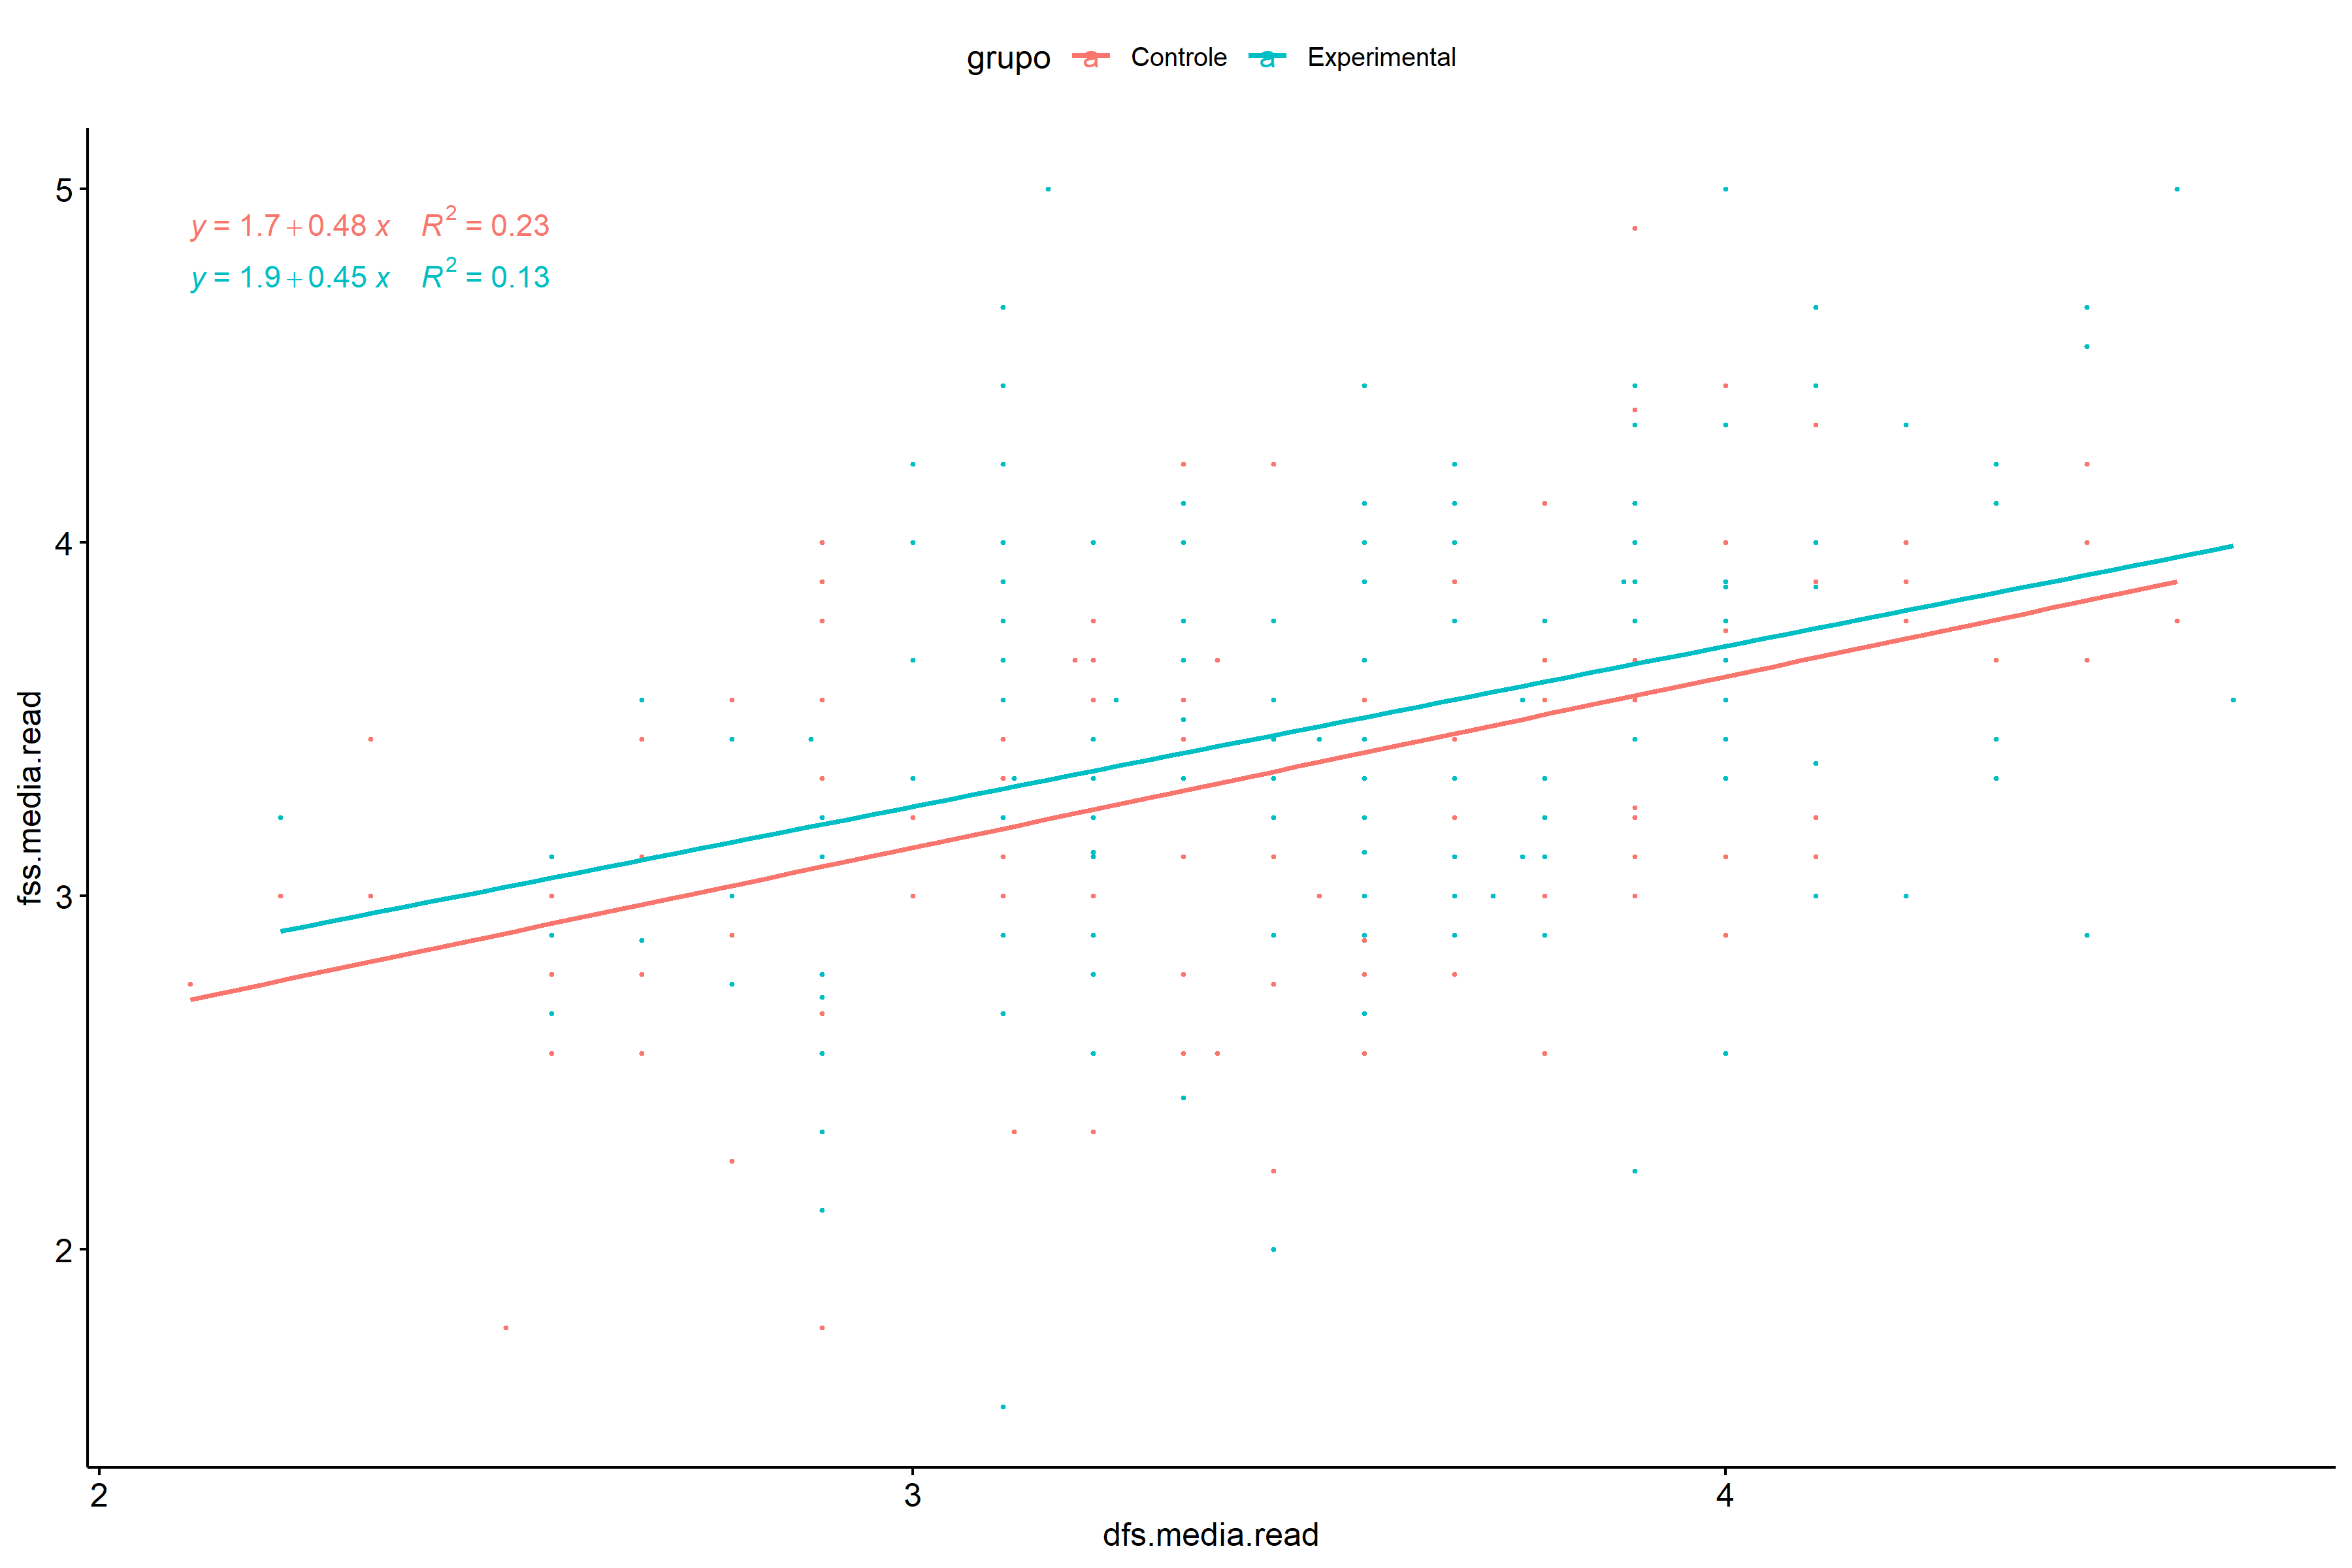 grupo a Controle a Experimental
5
y = 1.7 + 0.48 x R² = 0.23
y = 1.9 + 0.45 x R² = 0.13
4
3
2
fss.media.read
2 3 4
dfs.media.read